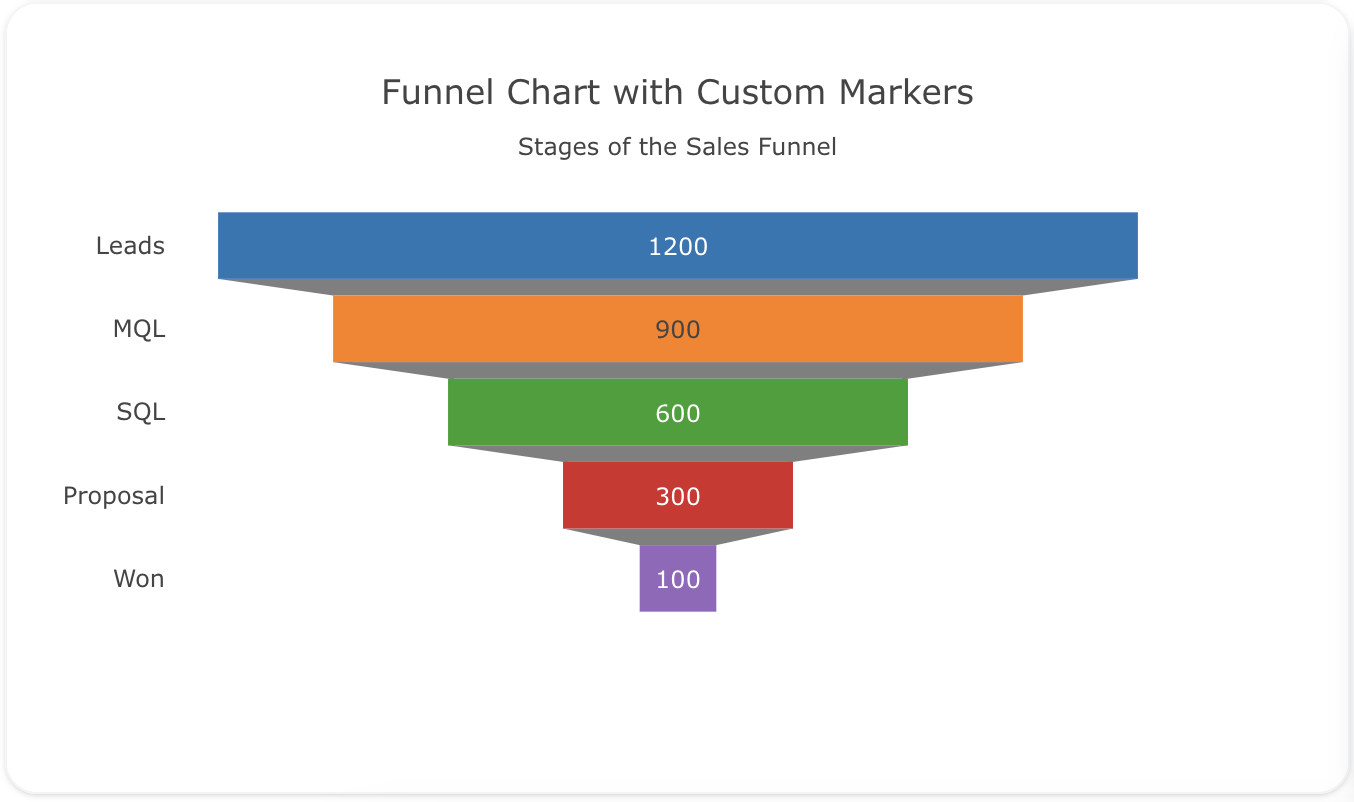 Funnel Chart with Custom Markers
Stages of the Sales Funnel
Leads 1200
MQL 900
SQL 600
Proposal 300
Won 100